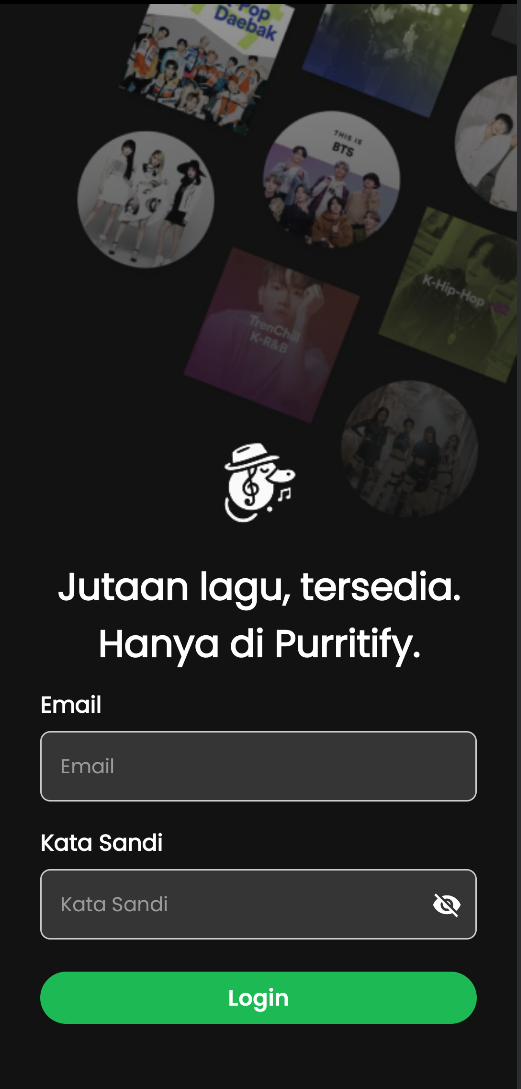 Pop
Daebak
THIS IS
BTS
K-Hip-Hop
TrenChill
K-R&B
Jutaan lagu, tersedia.
Hanya di Purritify.
Email
Email
Kata Sandi
Kata Sandi
Login